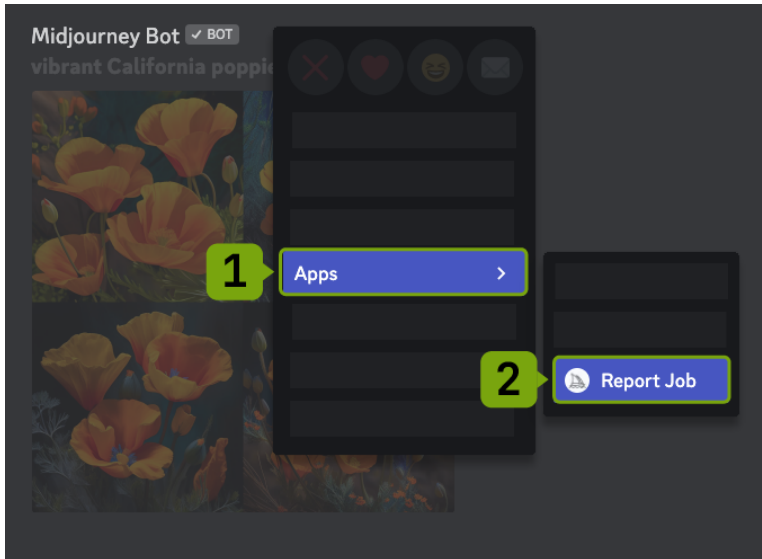 Midjourney Bot ✓ BOT
vibrant California poppie
1
Apps
2
Report Job